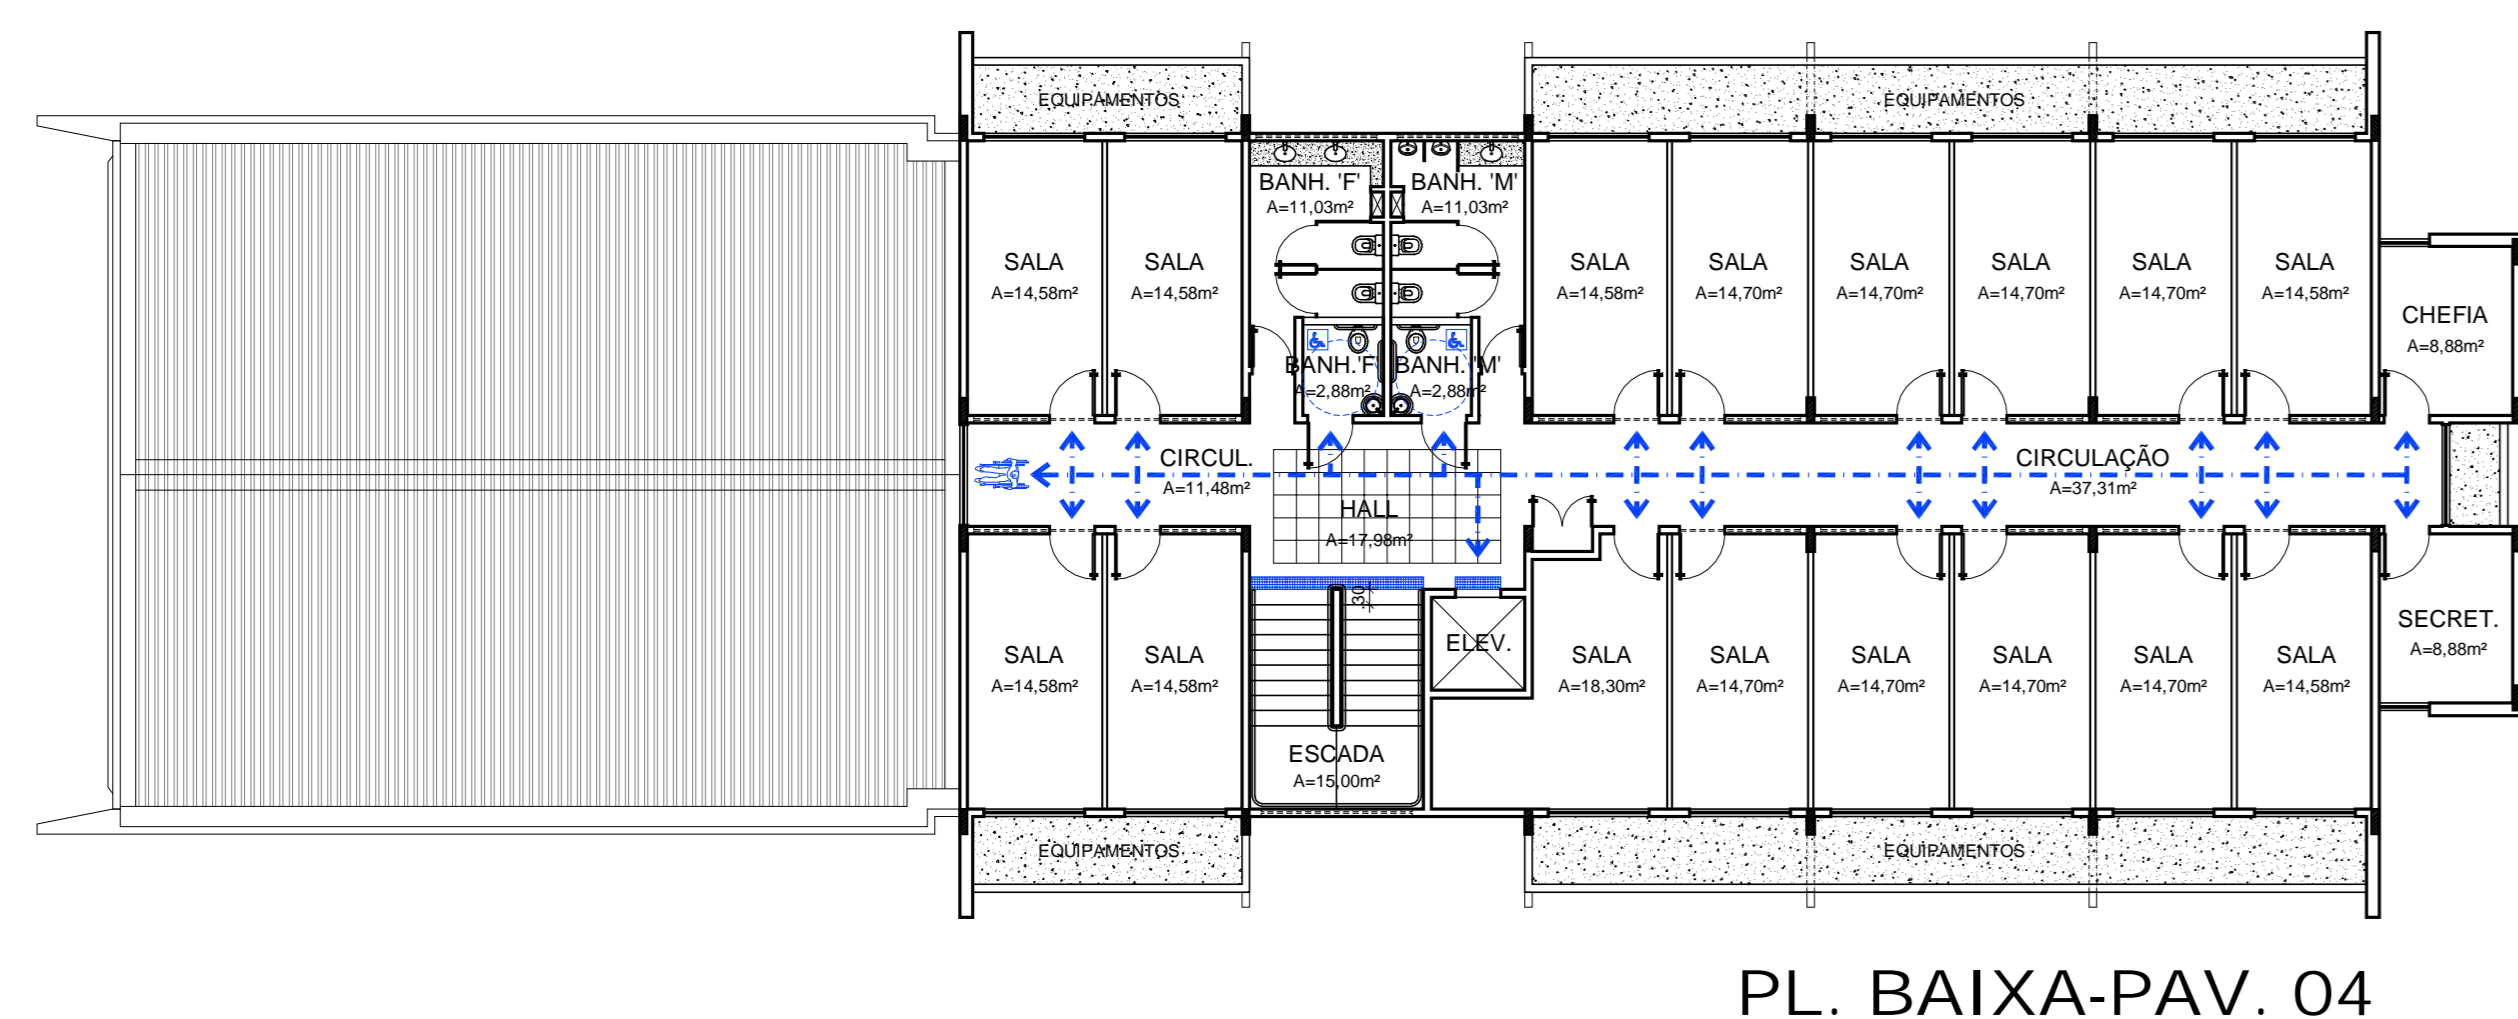 EQUIPAMENTOS
EQUIPAMENTOS
BANH. 'F'
A=11,03m²
BANH. 'M'
A=11,03m²
SALA
A=14,58m²
SALA
A=14,58m²
SALA
A=14,58m²
SALA
A=14,70m²
SALA
A=14,70m²
SALA
A=14,70m²
SALA
A=14,70m²
SALA
A=14,58m²
CHEFIA
A=8,88m²
BANH.'F'
A=2,88m²
BANH. 'M'
A=2,88m²
CIRCUL.
A=11,48m²
CIRCULAÇÃO
A=37,31m²
HALL
A=17,98m²
.30
ELEV.
SALA
A=14,58m²
SALA
A=14,58m²
SALA
A=18,30m²
SALA
A=14,70m²
SALA
A=14,70m²
SALA
A=14,70m²
SALA
A=14,70m²
SALA
A=14,58m²
SECRET.
A=8,88m²
ESCADA
A=15,00m²
EQUIPAMENTOS
EQUIPAMENTOS
PL. BAIXA-PAV. 04